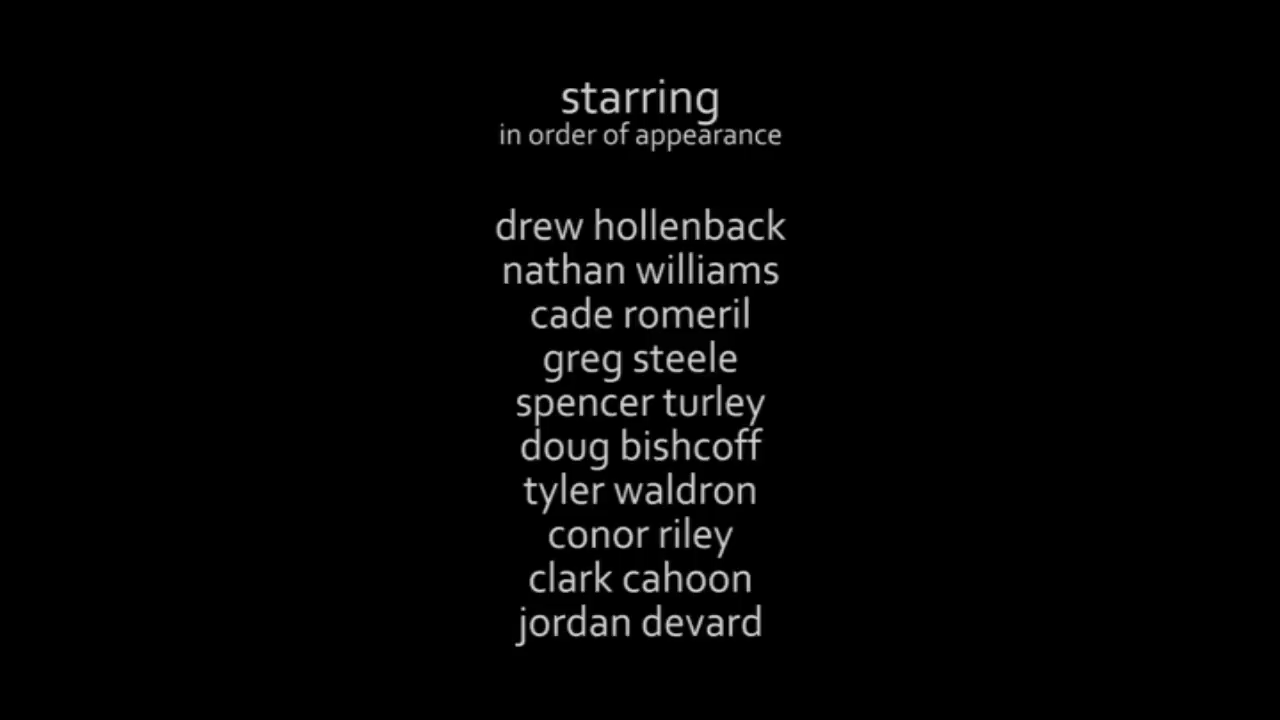 starring
in order of appearance
drew hollenback
nathan williams
cade romeril
greg steele
spencer turley
doug bishcoff
tyler waldron
conor riley
clark cahoon
jordan devard